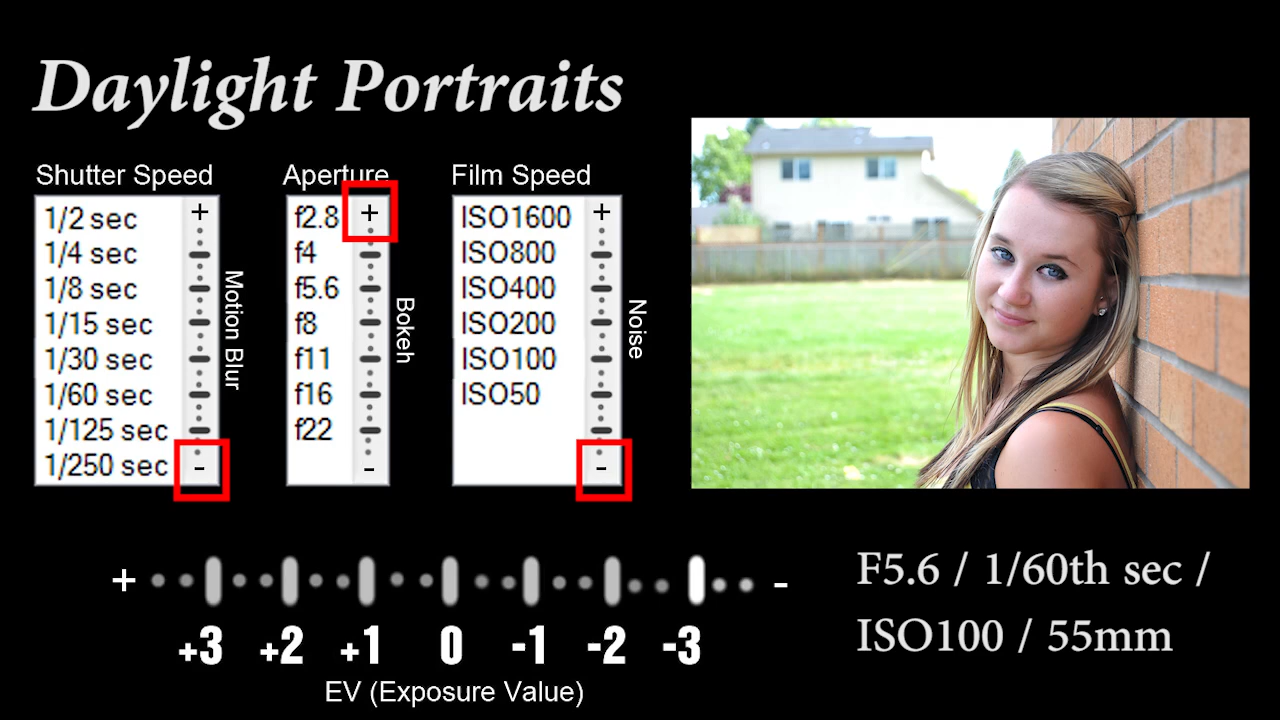 Daylight Portraits
Shutter Speed
1/2 sec +
1/4 sec
1/8 sec
1/15 sec
1/30 sec
1/60 sec
1/125 sec
1/250 sec -
Motion Blur
Aperture
f2.8 +
f4
f5.6
f8
f11
f16
f22
-
Bokeh
Film Speed
ISO1600 +
ISO800
ISO400
ISO200
ISO100
ISO50
-
Noise
+ -
+3 +2 +1 0 -1 -2 -3
EV (Exposure Value)
F5.6 / 1/60th sec /
ISO100 / 55mm